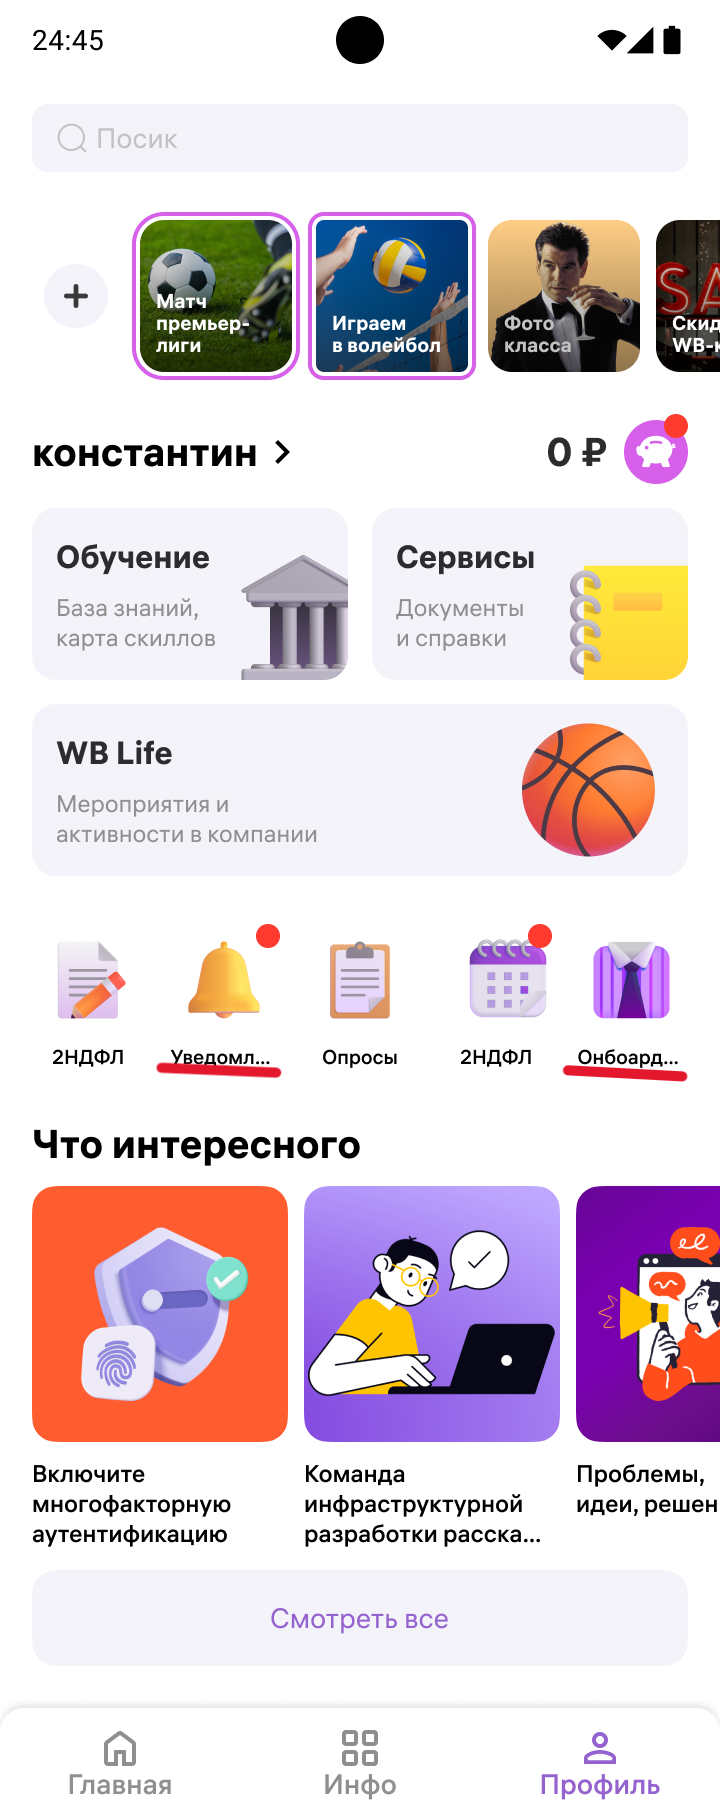 24:45
Посик
Матч
премьер-
лиги
Играем
в волейбол
Фото
класса
SA
Скид
WB-к
константин
0 ₽
Обучение
База знаний,
карта скиллов
Сервисы
Документы
и справки
WB Life
Мероприятия и
активности в компании
2НДФЛ
Уведомл...
Опросы
2НДФЛ
Онбоард...
Что интересного
Включите
многофакторную
аутентификацию
Команда
инфраструктурной
разработки расска...
Проблемы,
идеи, решен
Смотреть все
Главная
Инфо
Профиль